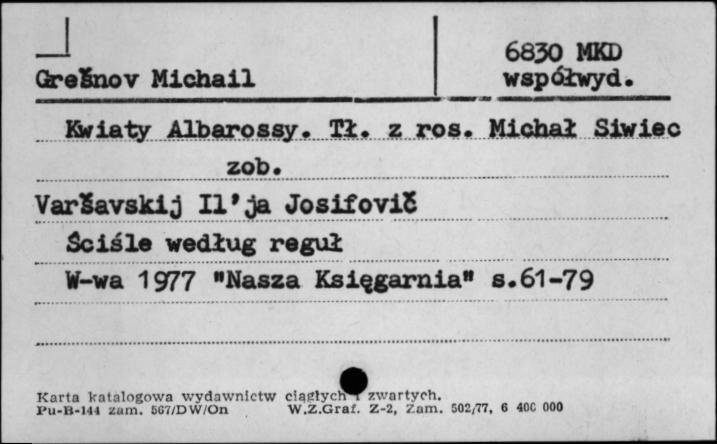 6830 MKD
Grešnov Michail współwyd.
Kwiaty Albarossy. Tł. z ros. Michał Siwiec
zob.
Varšavskij Il'ja Josifovič
Ściśle według reguł
W-wa 1977 "Nasza Księgarnia" s.61-79
Karta katalogowa wydawnictw ciągłych i zwartych.
Pu-B-144 zam. 567/DW/On W.Z.Graf. Z-2, Zam. 502/77, 6 400 000